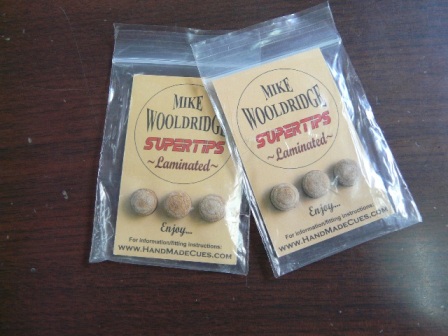 MIKE
WOOLDRIDGE
SUPERTIPS
~Laminated~
Enjoy...
For information/fitting instructions:
WWW.HANDMADECUES.COM
MIKE
WOOLDRIDGE
SUPERTIPS
~Laminated~
Enjoy...
For information/fitting instructions:
WWW.HANDMADECUES.COM